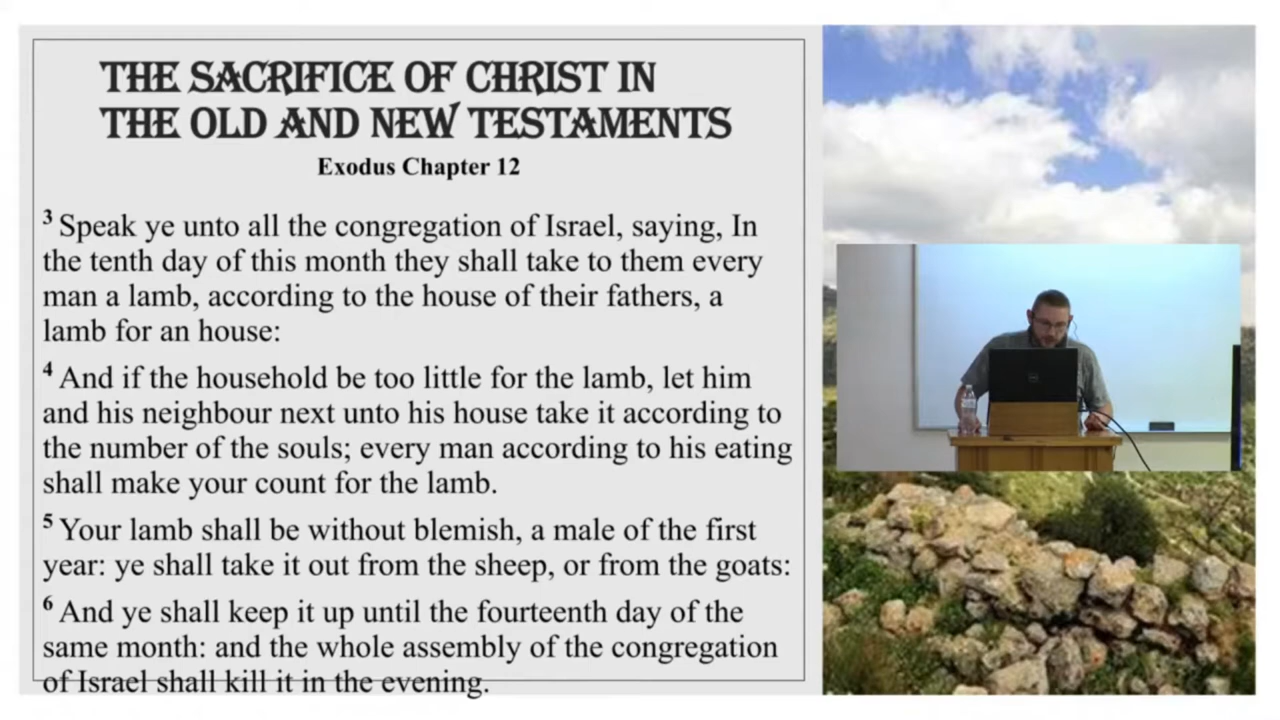 THE SACRIFICE OF CHRIST IN
THE OLD AND NEW TESTAMENTS
Exodus Chapter 12
3 Speak ye unto all the congregation of Israel, saying, In
the tenth day of this month they shall take to them every
man a lamb, according to the house of their fathers, a
lamb for an house:
4 And if the household be too little for the lamb, let him
and his neighbour next unto his house take it according to
the number of the souls; every man according to his eating
shall make your count for the lamb.
5 Your lamb shall be without blemish, a male of the first
year: ye shall take it out from the sheep, or from the goats:
6 And ye shall keep it up until the fourteenth day of the
same month: and the whole assembly of the congregation
of Israel shall kill it in the evening.